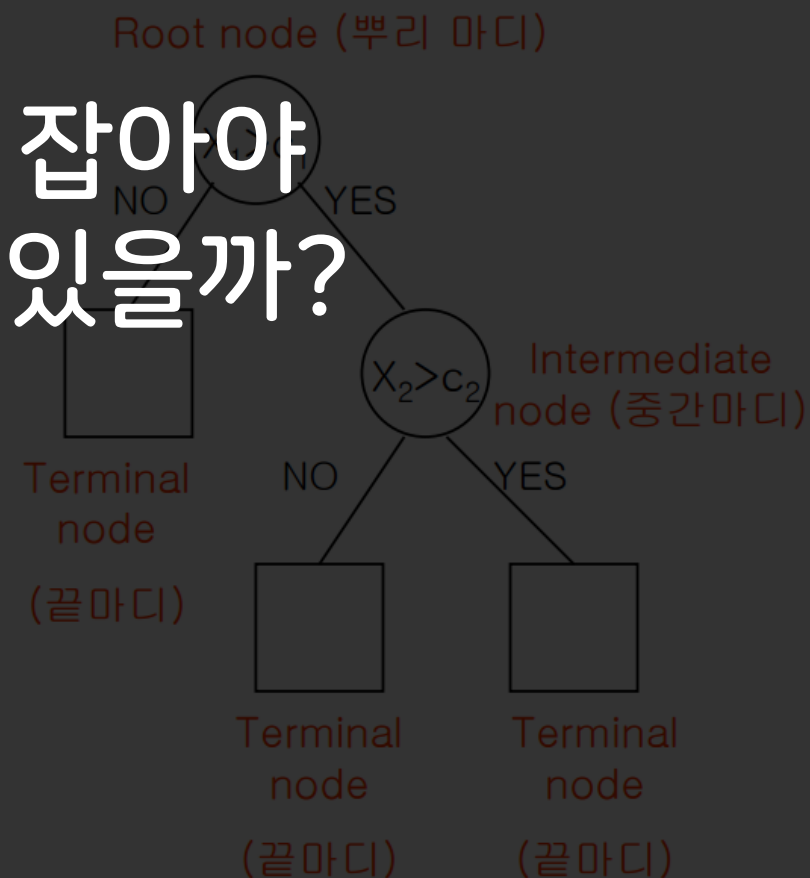 Root node (뿌리 마디)
X₁>c₁
잡아야
NO
YES
있을까?
X₂>c₂
Intermediate
node (중간마디)
Terminal
node
(끝마디)
NO
YES
Terminal
node
(끝마디)
Terminal
node
(끝마디)